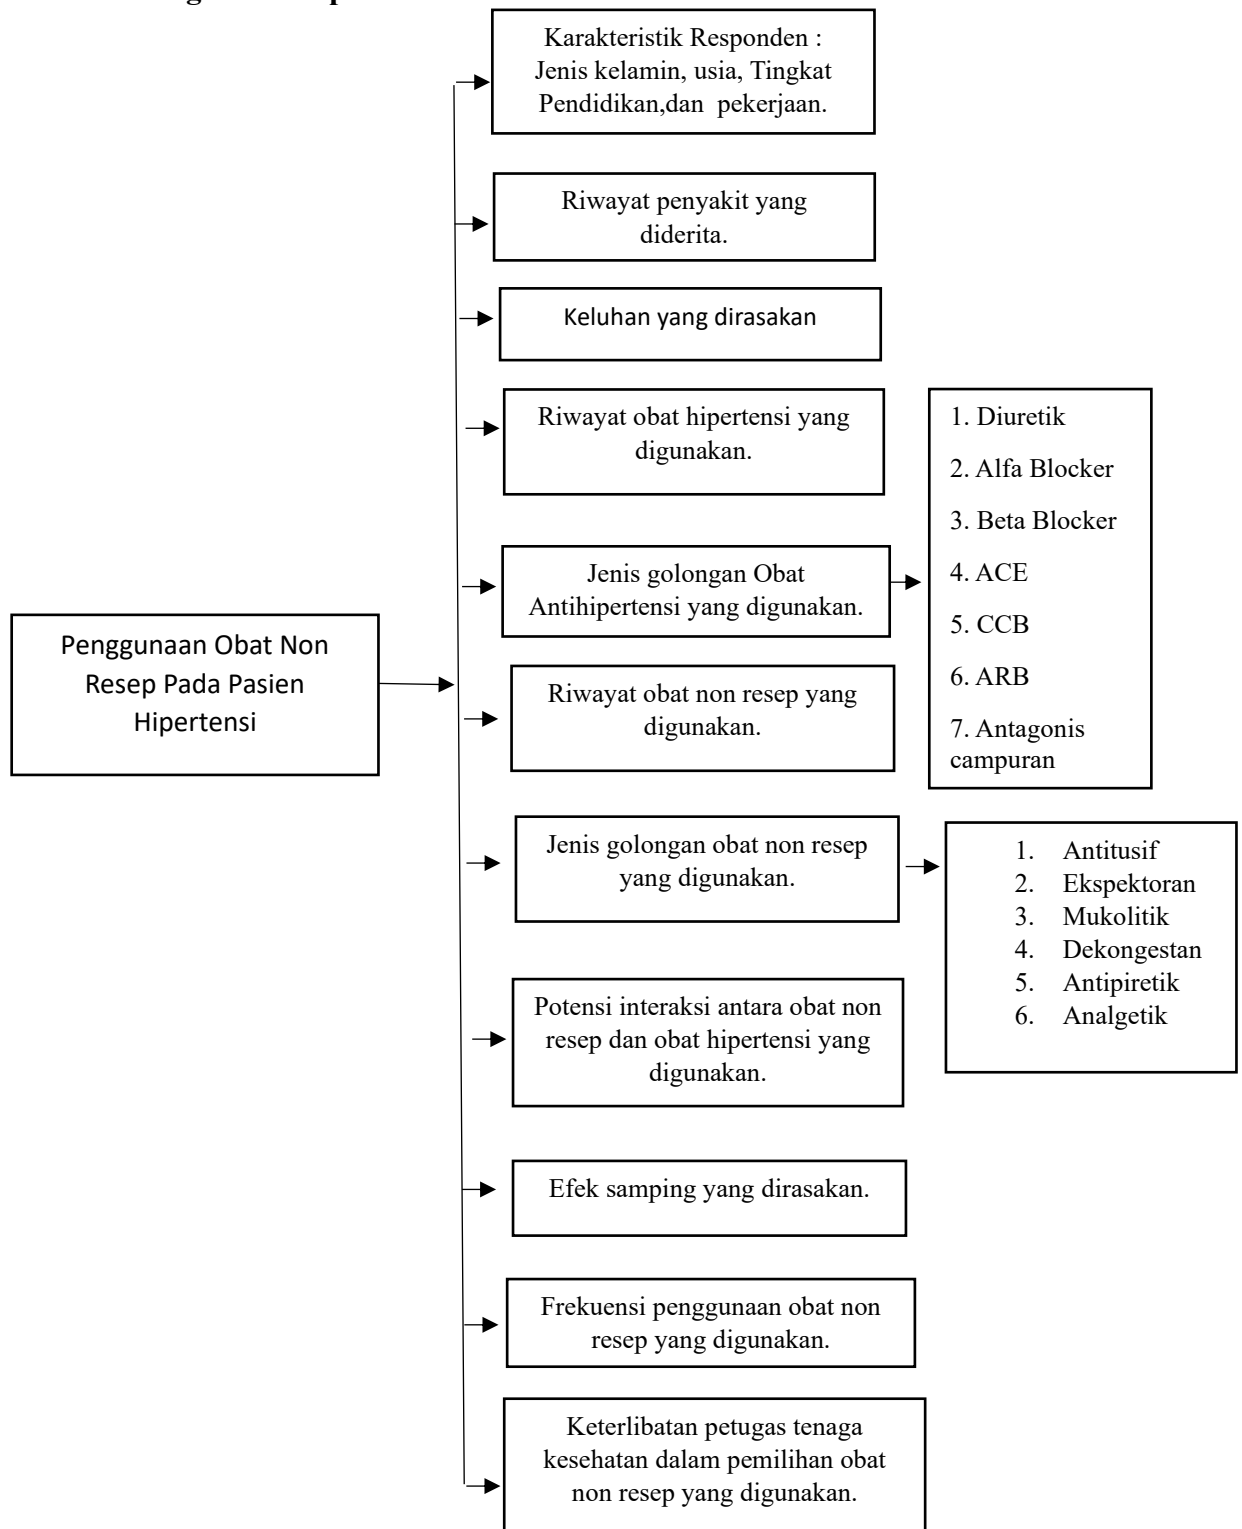 Karakteristik Responden :
Jenis kelamin, usia, Tingkat
Pendidikan,dan pekerjaan.
Riwayat penyakit yang
diderita.
Keluhan yang dirasakan
Riwayat obat hipertensi yang
digunakan.
1. Diuretik
2. Alfa Blocker
3. Beta Blocker
4. ACE
5. CCB
6. ARB
7. Antagonis
campuran
Jenis golongan Obat
Antihipertensi yang digunakan.
Penggunaan Obat Non
Resep Pada Pasien
Hipertensi
Riwayat obat non resep yang
digunakan.
Jenis golongan obat non resep
yang digunakan.
1. Antitusif
2. Ekspektoran
3. Mukolitik
4. Dekongestan
5. Antipiretik
6. Analgetik
Potensi interaksi antara obat non
resep dan obat hipertensi yang
digunakan.
Efek samping yang dirasakan.
Frekuensi penggunaan obat non
resep yang digunakan.
Keterlibatan petugas tenaga
kesehatan dalam pemilihan obat
non resep yang digunakan.